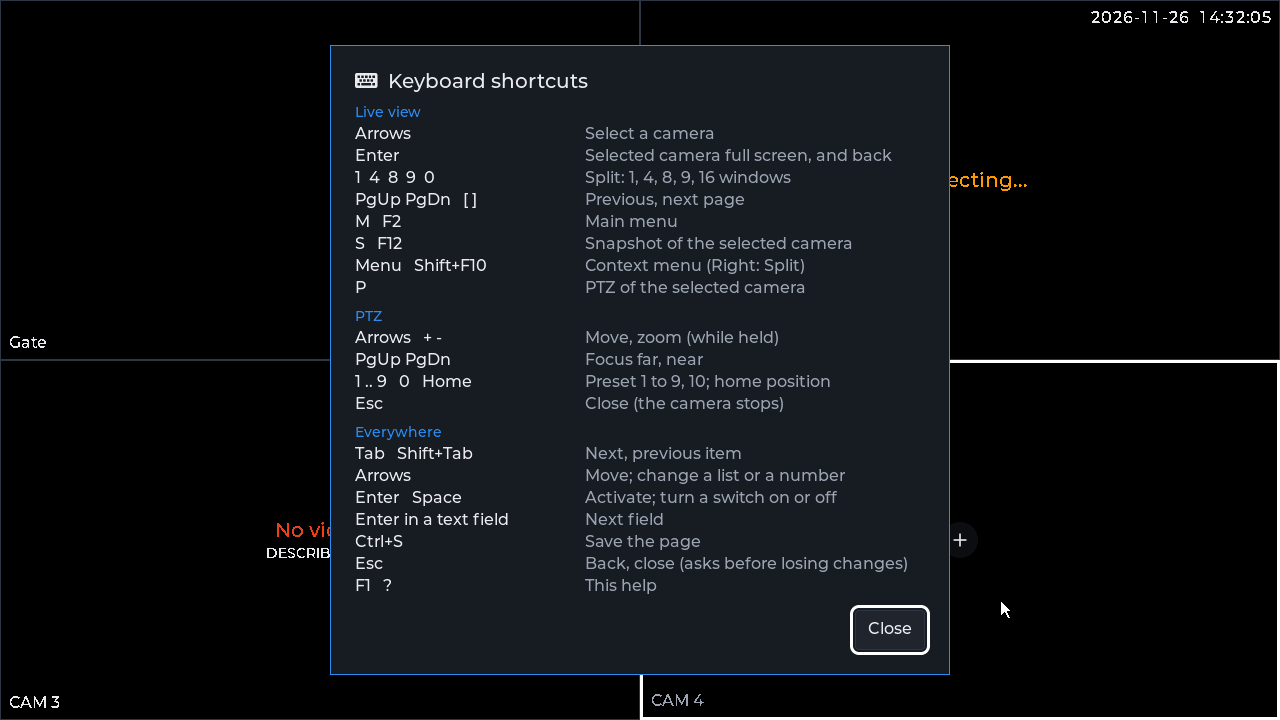 2026-11-26 14:32:05
Keyboard shortcuts
Live view
Arrows Select a camera
Enter Selected camera full screen, and back
1 4 8 9 0 Split: 1, 4, 8, 9, 16 windows
PgUp PgDn [ ] Previous, next page
M F2 Main menu
S F12 Snapshot of the selected camera
Menu Shift+F10 Context menu (Right: Split)
P PTZ of the selected camera
PTZ
Arrows + - Move, zoom (while held)
PgUp PgDn Focus far, near
1 .. 9 0 Home Preset 1 to 9, 10; home position
Esc Close (the camera stops)
Everywhere
Tab Shift+Tab Next, previous item
Arrows Move; change a list or a number
Enter Space Activate; turn a switch on or off
Enter in a text field Next field
Ctrl+S Save the page
Esc Back, close (asks before losing changes)
F1 ? This help
Close
ecting...
Gate
No vi
DESCRIB
+
CAM 3
CAM 4